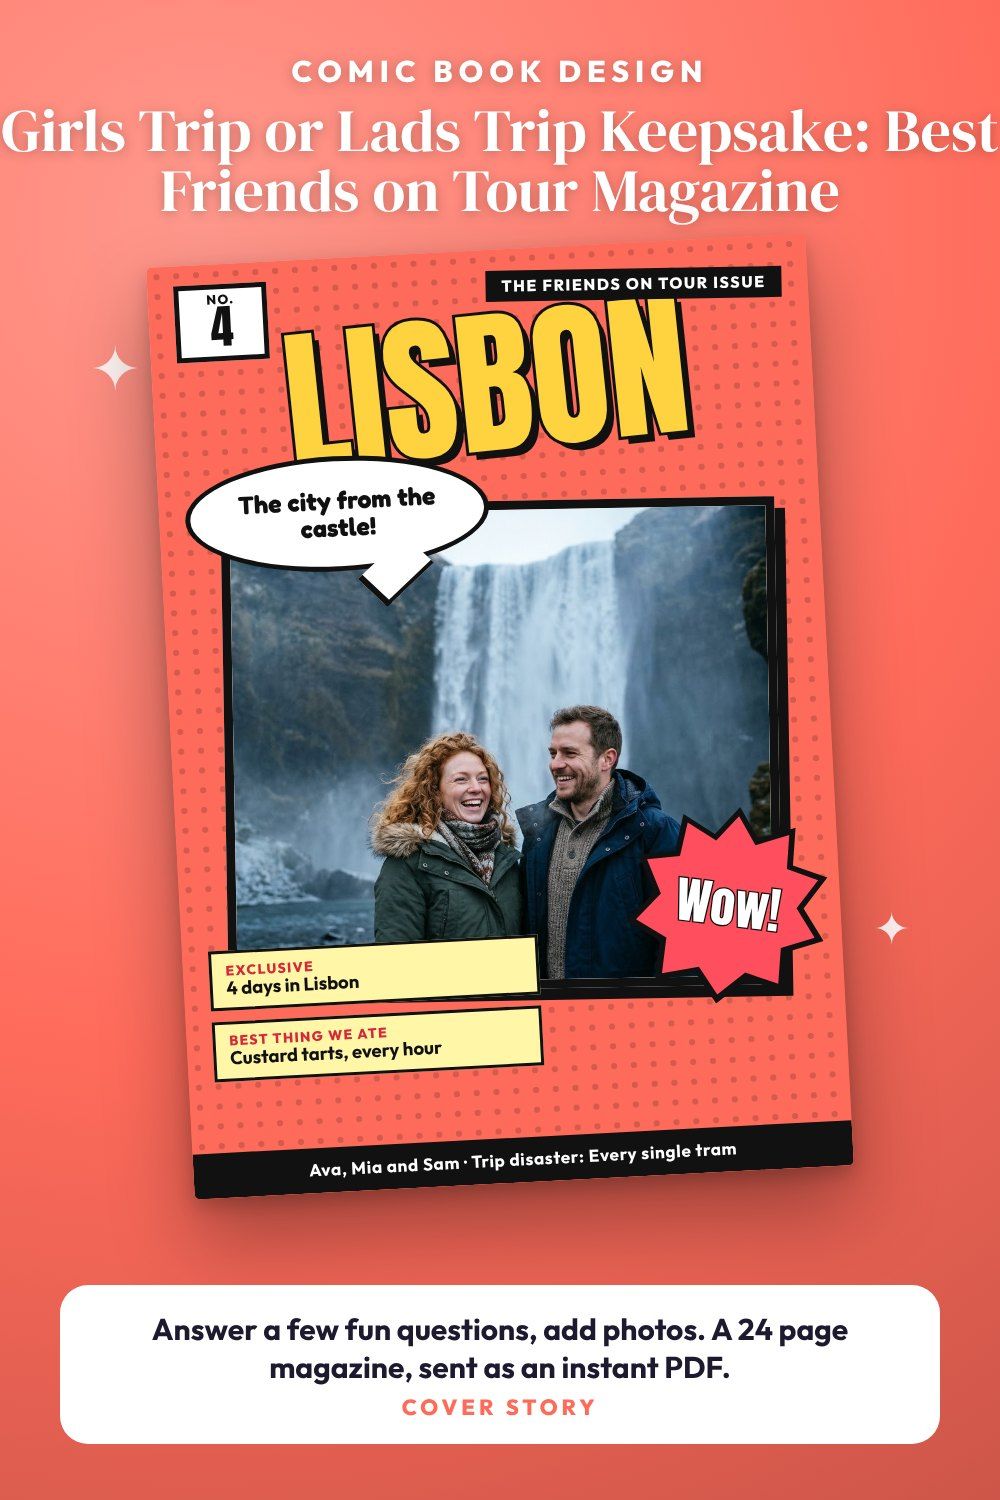 COMIC BOOK DESIGN
Girls Trip or Lads Trip Keepsake: Best
Friends on Tour Magazine
NO.
4
THE FRIENDS ON TOUR ISSUE
LISBON
The city from the
castle!
Wow!
EXCLUSIVE
4 days in Lisbon
BEST THING WE ATE
Custard tarts, every hour
Ava, Mia and Sam · Trip disaster: Every single tram
Answer a few fun questions, add photos. A 24 page
magazine, sent as an instant PDF.
COVER STORY